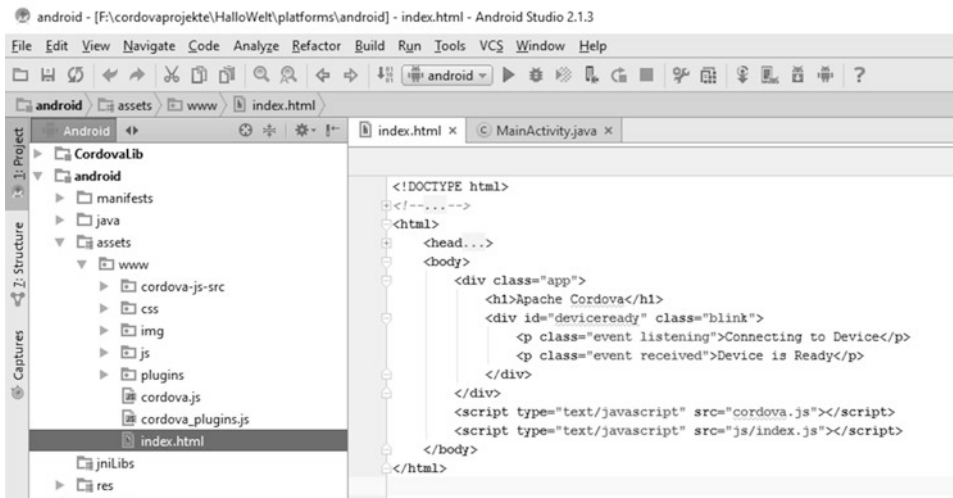 android - [F:\cordovaprojekte\HalloWelt\platforms\android] - index.html - Android Studio 2.1.3
File Edit View Navigate Code Analyze Refactor Build Run Tools VCS Window Help
android
android assets www index.html
Android
index.html × MainActivity.java ×
1: Project
Z: Structure
Captures
CordovaLib
android
manifests
java
assets
www
cordova-js-src
css
img
js
plugins
cordova.js
cordova_plugins.js
index.html
jniLibs
res
<!DOCTYPE html>
<!--...-->
<html>
<head...>
<body>
<div class="app">
<h1>Apache Cordova</h1>
<div id="deviceready" class="blink">
<p class="event listening">Connecting to Device</p>
<p class="event received">Device is Ready</p>
</div>
</div>
<script type="text/javascript" src="cordova.js"></script>
<script type="text/javascript" src="js/index.js"></script>
</body>
</html>